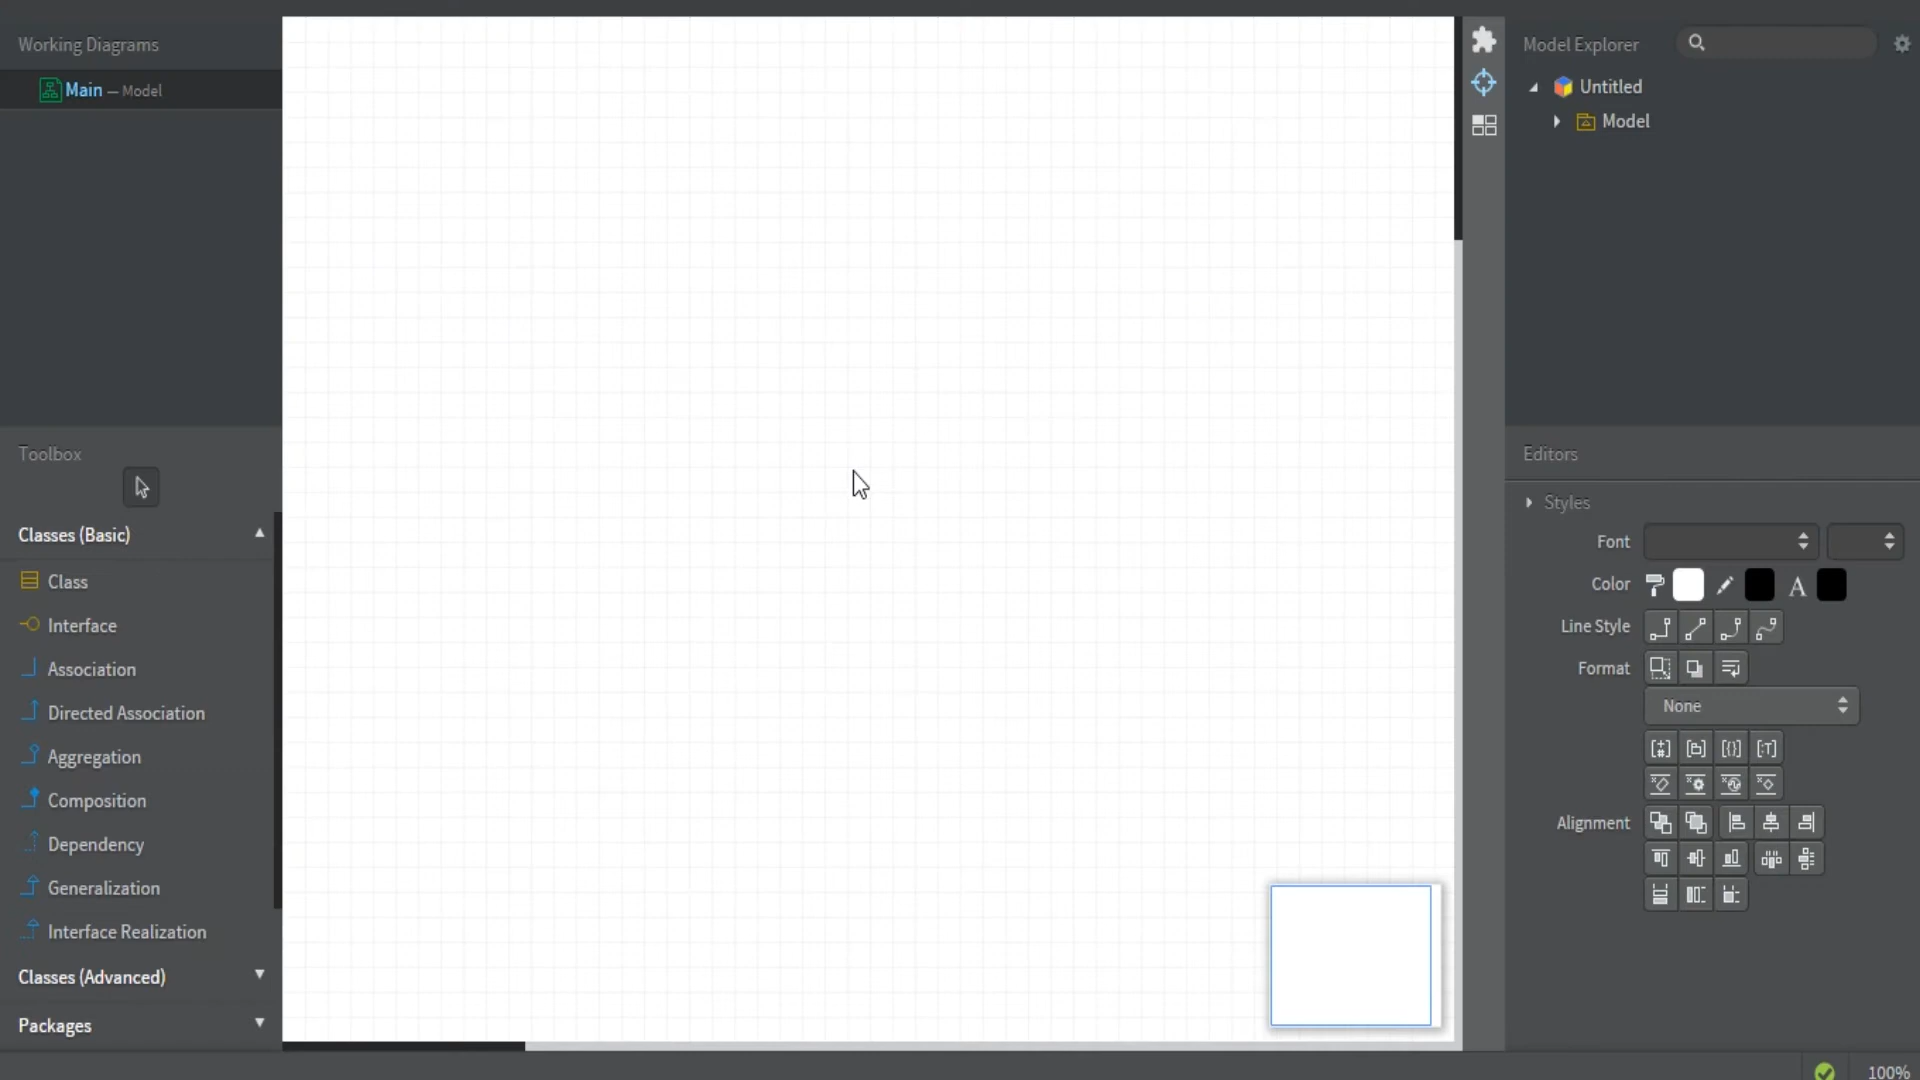 Working Diagrams
Main — Model
Toolbox
Classes (Basic)
Class
Interface
Association
Directed Association
Aggregation
Composition
Dependency
Generalization
Interface Realization
Classes (Advanced)
Packages
Model Explorer
Untitled
Model
Editors
Styles
Font
Color
A
Line Style
Format
None
Alignment
100%